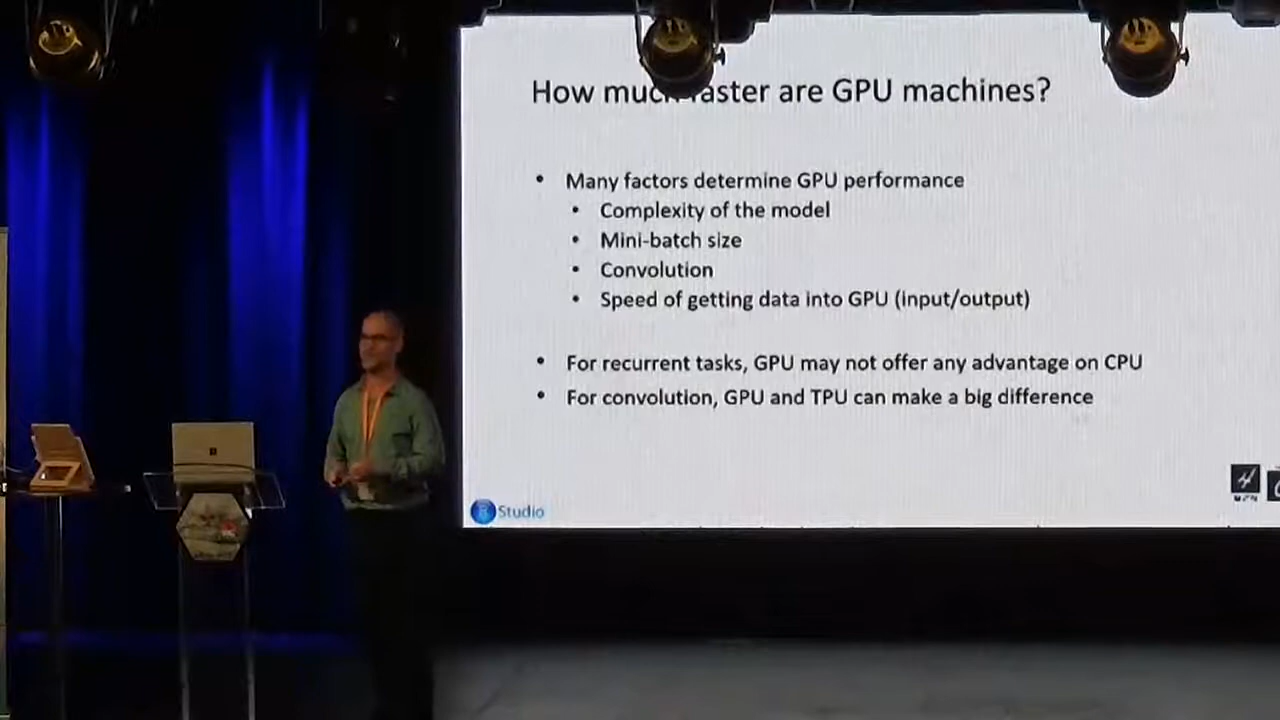 How much faster are GPU machines?
• Many factors determine GPU performance
• Complexity of the model
• Mini-batch size
• Convolution
• Speed of getting data into GPU (input/output)
• For recurrent tasks, GPU may not offer any advantage on CPU
• For convolution, GPU and TPU can make a big difference
R Studio